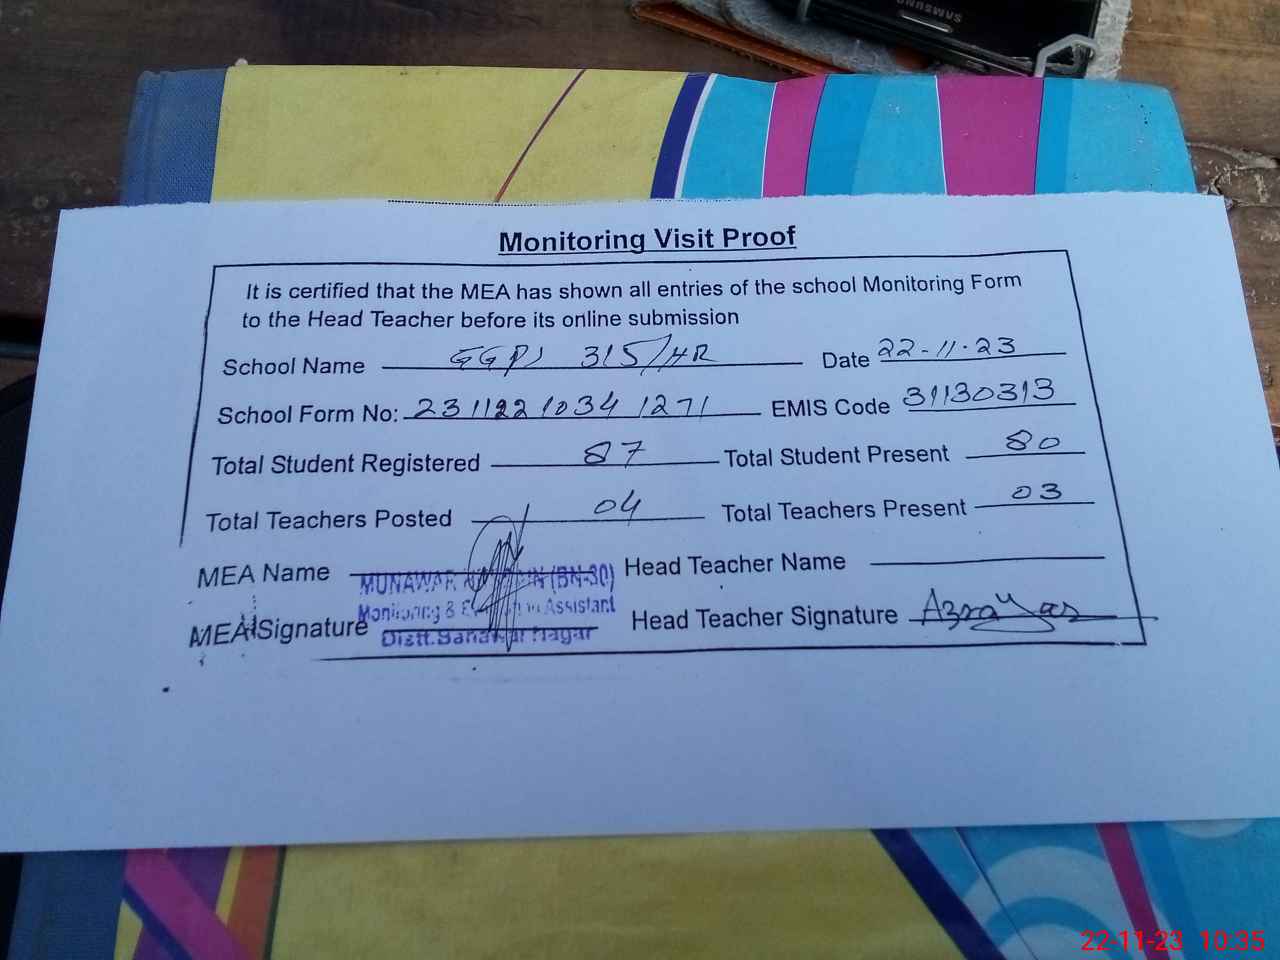 SAMSUNG
Monitoring Visit Proof
It is certified that the MEA has shown all entries of the school Monitoring Form
to the Head Teacher before its online submission
School Name GGPS 315/HR Date 22-11-23
School Form No: 2311221034 1271 EMIS Code 31130313
Total Student Registered 87 Total Student Present 80
Total Teachers Posted 04 Total Teachers Present 03
MEA Name Head Teacher Name
MUNAWAR (BN-30)
Monitoring & Assistant
MEA Signature Head Teacher Signature Azra
Distt. Bahawal Nagar
22-11-23 10:35